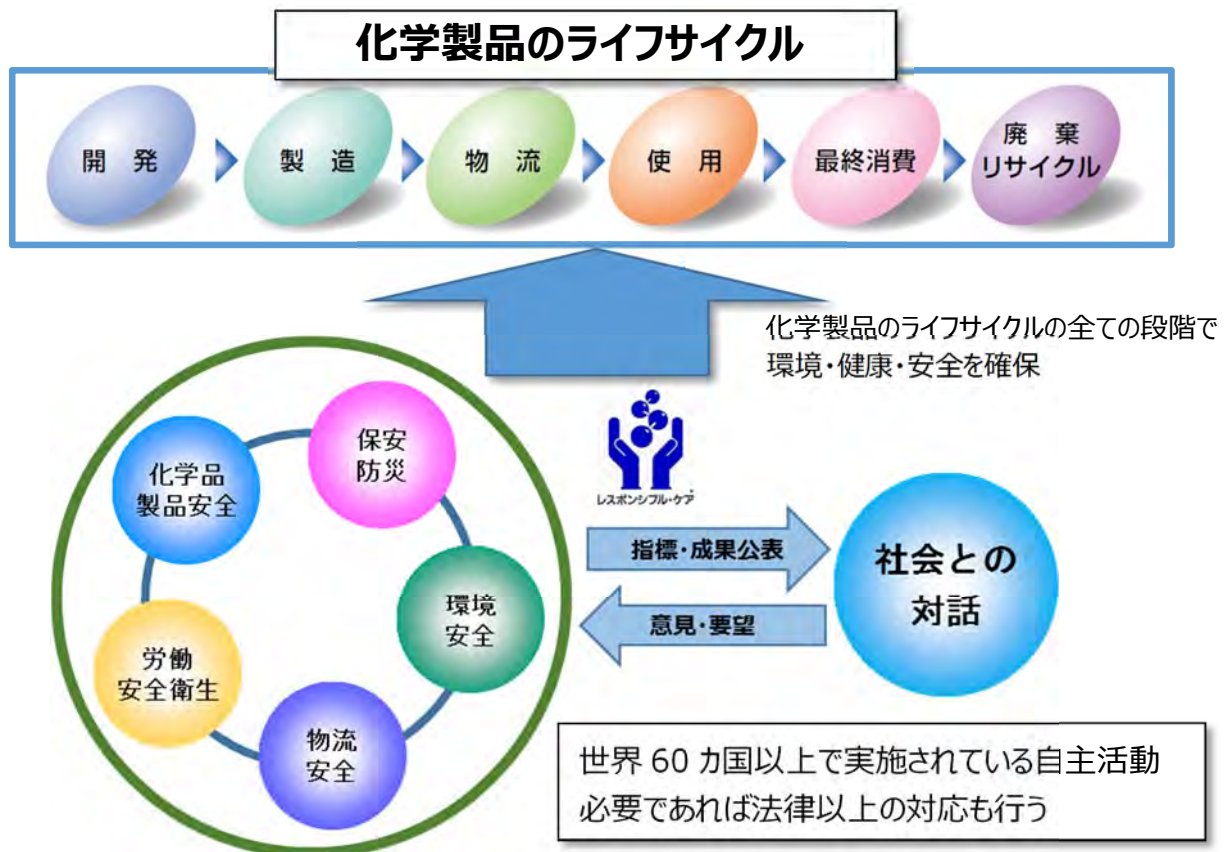 化学製品のライフサイクル
開 発
製 造
物 流
使 用
最終消費
廃 棄
リサイクル
化学製品のライフサイクルの全ての段階で
環境・健康・安全を確保
保安
防災
化学品
製品安全
環境
安全
労働
安全衛生
物流
安全
レスポンシブル・ケア
指標・成果公表
意見・要望
社会との
対話
世界 60 カ国以上で実施されている自主活動
必要であれば法律以上の対応も行う